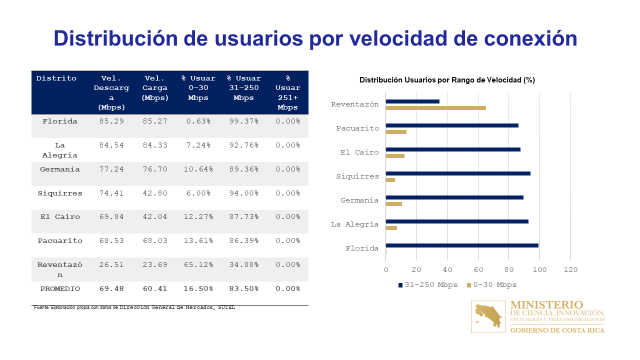 Distribución de usuarios por velocidad de conexión
Distrito Vel. Descarga (Mbps) Vel. Carga (Mbps) % Usuar 0–30 Mbps % Usuar 31–250 Mbps % Usuar 251+ Mbps
Florida 85.29 85.27 0.63% 99.37% 0.00%
La Alegría 84.54 84.33 7.24% 92.76% 0.00%
Germania 77.24 76.70 10.64% 89.36% 0.00%
Siquirres 74.41 42.80 6.00% 94.00% 0.00%
El Cairo 69.84 42.04 12.27% 87.73% 0.00%
Pacuarito 68.53 68.03 13.61% 86.39% 0.00%
Reventazón 26.51 23.69 65.12% 34.88% 0.00%
PROMEDIO 69.48 60.41 16.50% 83.50% 0.00%
Fuente: Elaboración propia con datos de Dirección General de Mercados, SUTEL
Distribución Usuarios por Rango de Velocidad (%)
Reventazón
Pacuarito
El Cairo
Siquirres
Germania
La Alegría
Florida
0 20 40 60 80 100 120
31–250 Mbps 0–30 Mbps
MINISTERIO
DE CIENCIA, INNOVACIÓN,
TECNOLOGÍA Y TELECOMUNICACIONES
GOBIERNO DE COSTA RICA